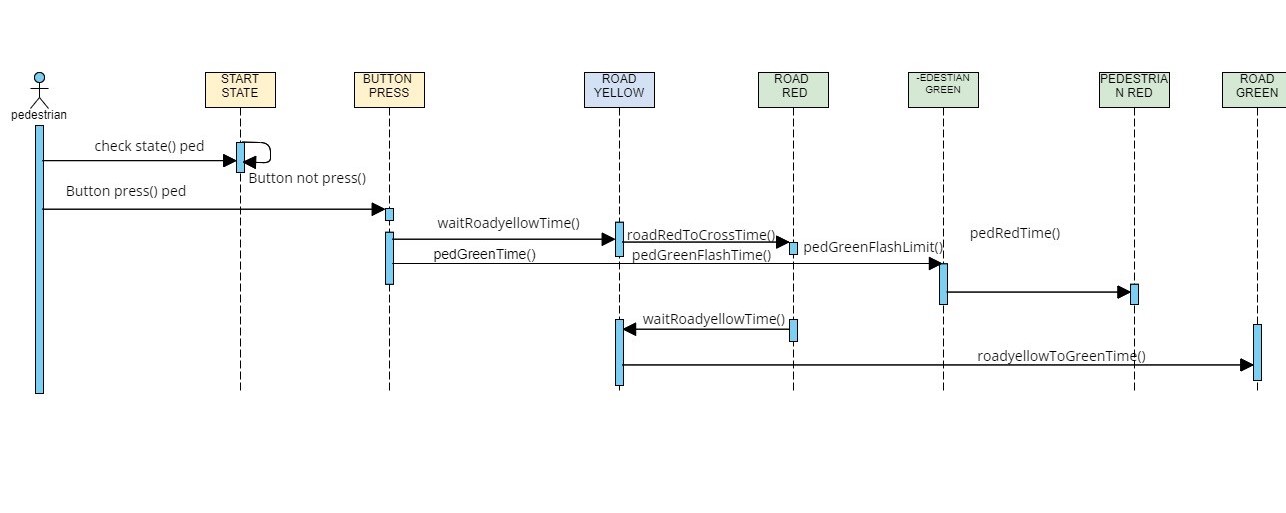 START
STATE
BUTTON
PRESS
ROAD
YELLOW
ROAD
RED
-EDESTIAN
GREEN
PEDESTRIA
N RED
ROAD
GREEN
pedestrian
check state() ped
Button not press()
Button press() ped
waitRoadyellowTime()
roadRedToCrossTime()
pedRedTime()
pedGreenFlashLimit()
pedGreenTime()
pedGreenFlashTime()
waitRoadyellowTime()
roadyellowToGreenTime()